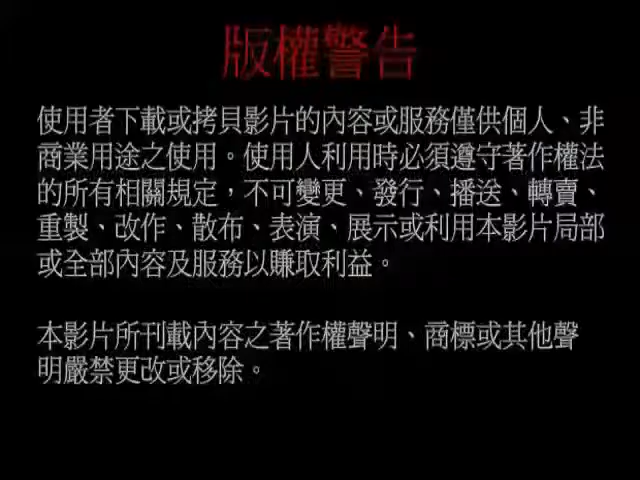 版權警告
使用者下載或拷貝影片的內容或服務僅供個人、非
商業用途之使用。使用人利用時必須遵守著作權法
的所有相關規定，不可變更、發行、播送、轉賣、
重製、改作、散布、表演、展示或利用本影片局部
或全部內容及服務以賺取利益。
本影片所刊載內容之著作權聲明、商標或其他聲
明嚴禁更改或移除。